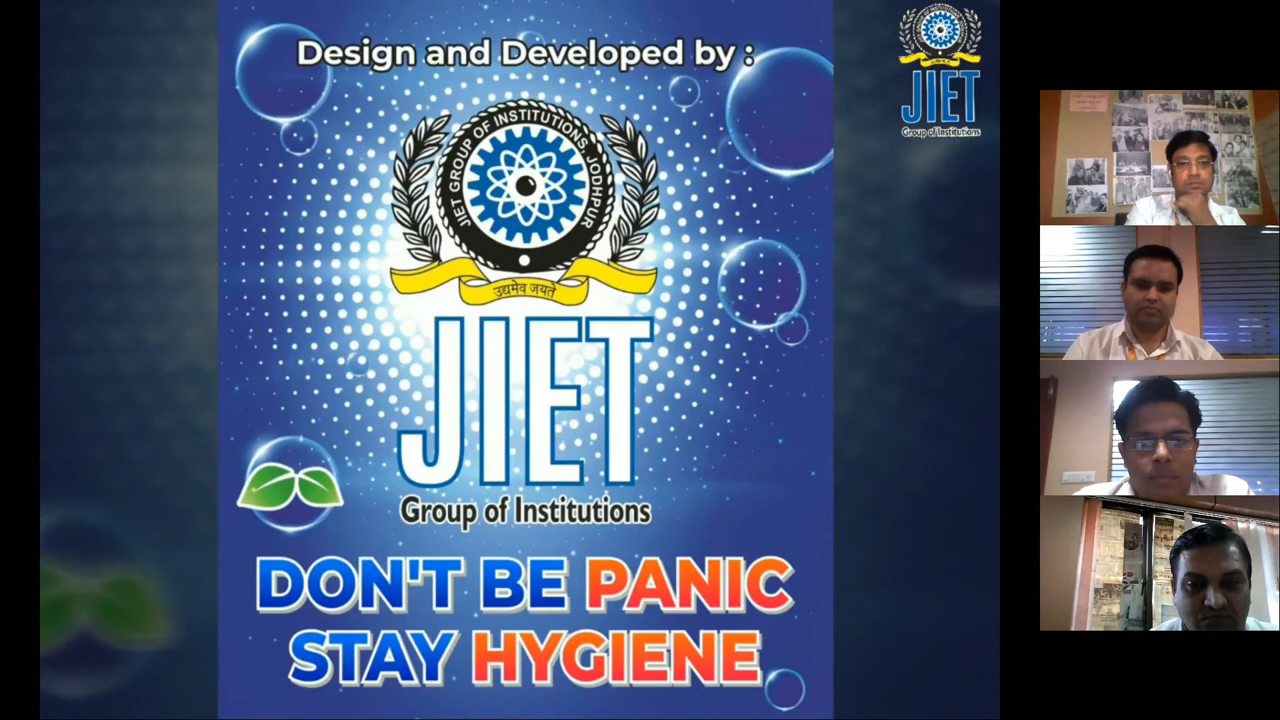 Design and Developed by :
JIET GROUP OF INSTITUTIONS, JODHPUR
उद्यमेव जयते
JIET
Group of Institutions
DON'T BE PANIC
STAY HYGIENE
JIET
Group of Institutions